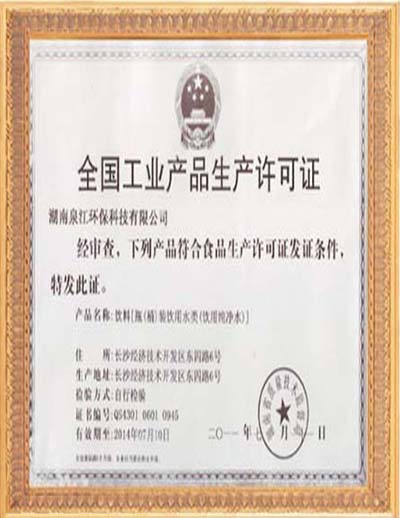 全国工业产品生产许可证
湖南泉江环保科技有限公司
经审查，下列产品符合食品生产许可证发证条件，
特发此证。
产品名称：饮料[瓶(桶)装饮用水类(饮用纯净水)]
住 所：长沙经济技术开发区东四路6号
生产地址：长沙经济技术开发区东四路6号
检验方式：自行检验
证书编号：QS4301 0601 0945
有效期至：2014年07月10日
二〇一一年七月 一日